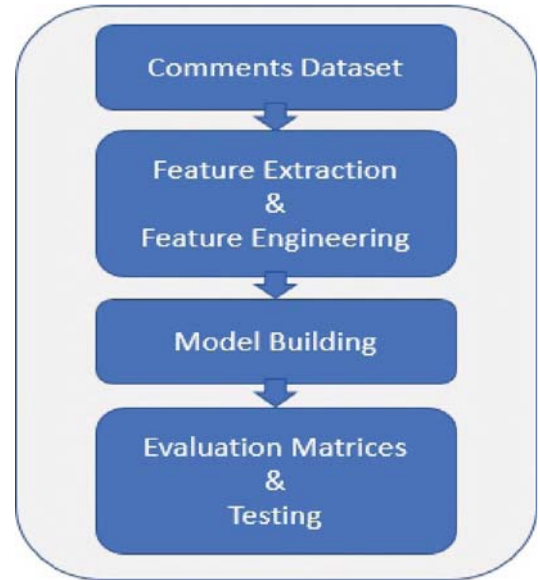 Comments Dataset
Feature Extraction
&
Feature Engineering
Model Building
Evaluation Matrices
&
Testing